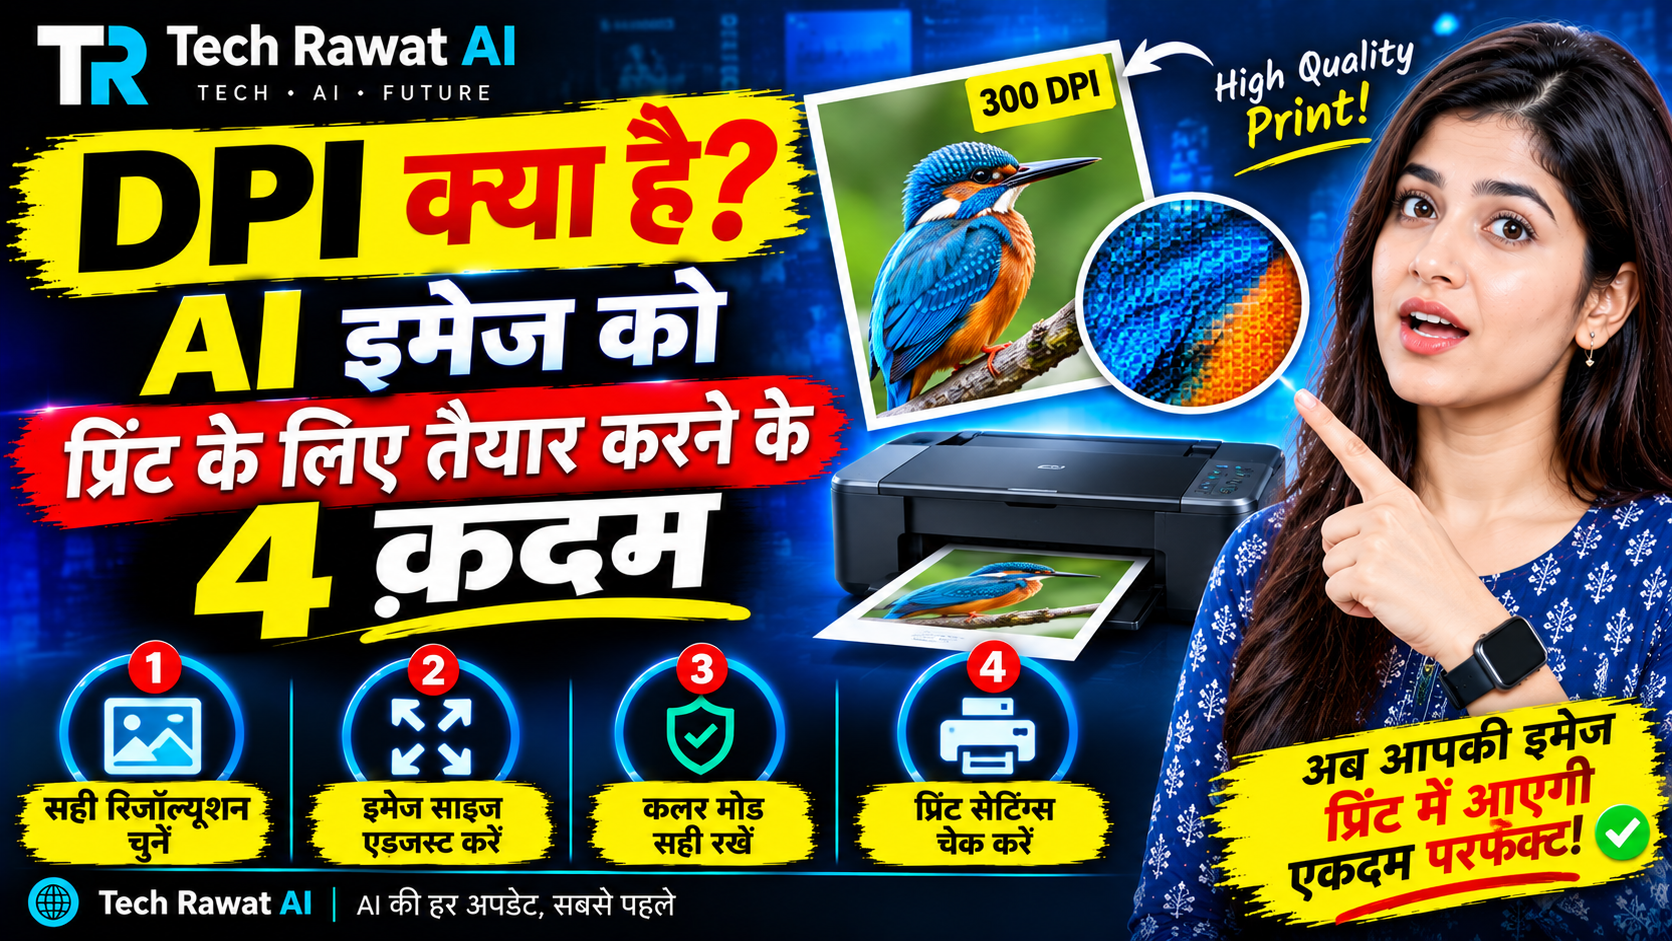 TR Tech Rawat AI
TECH • AI • FUTURE
DPI क्या है?
AI इमेज को
प्रिंट के लिए तैयार करने के
4 क़दम
300 DPI
High Quality
Print!
1
सही रिजॉल्यूशन
चुनें
2
इमेज साइज
एडजस्ट करें
3
कलर मोड
सही रखें
4
प्रिंट सेटिंग्स
चेक करें
अब आपकी इमेज
प्रिंट में आएगी
एकदम परफेक्ट!
Tech Rawat AI | AI की हर अपडेट, सबसे पहले